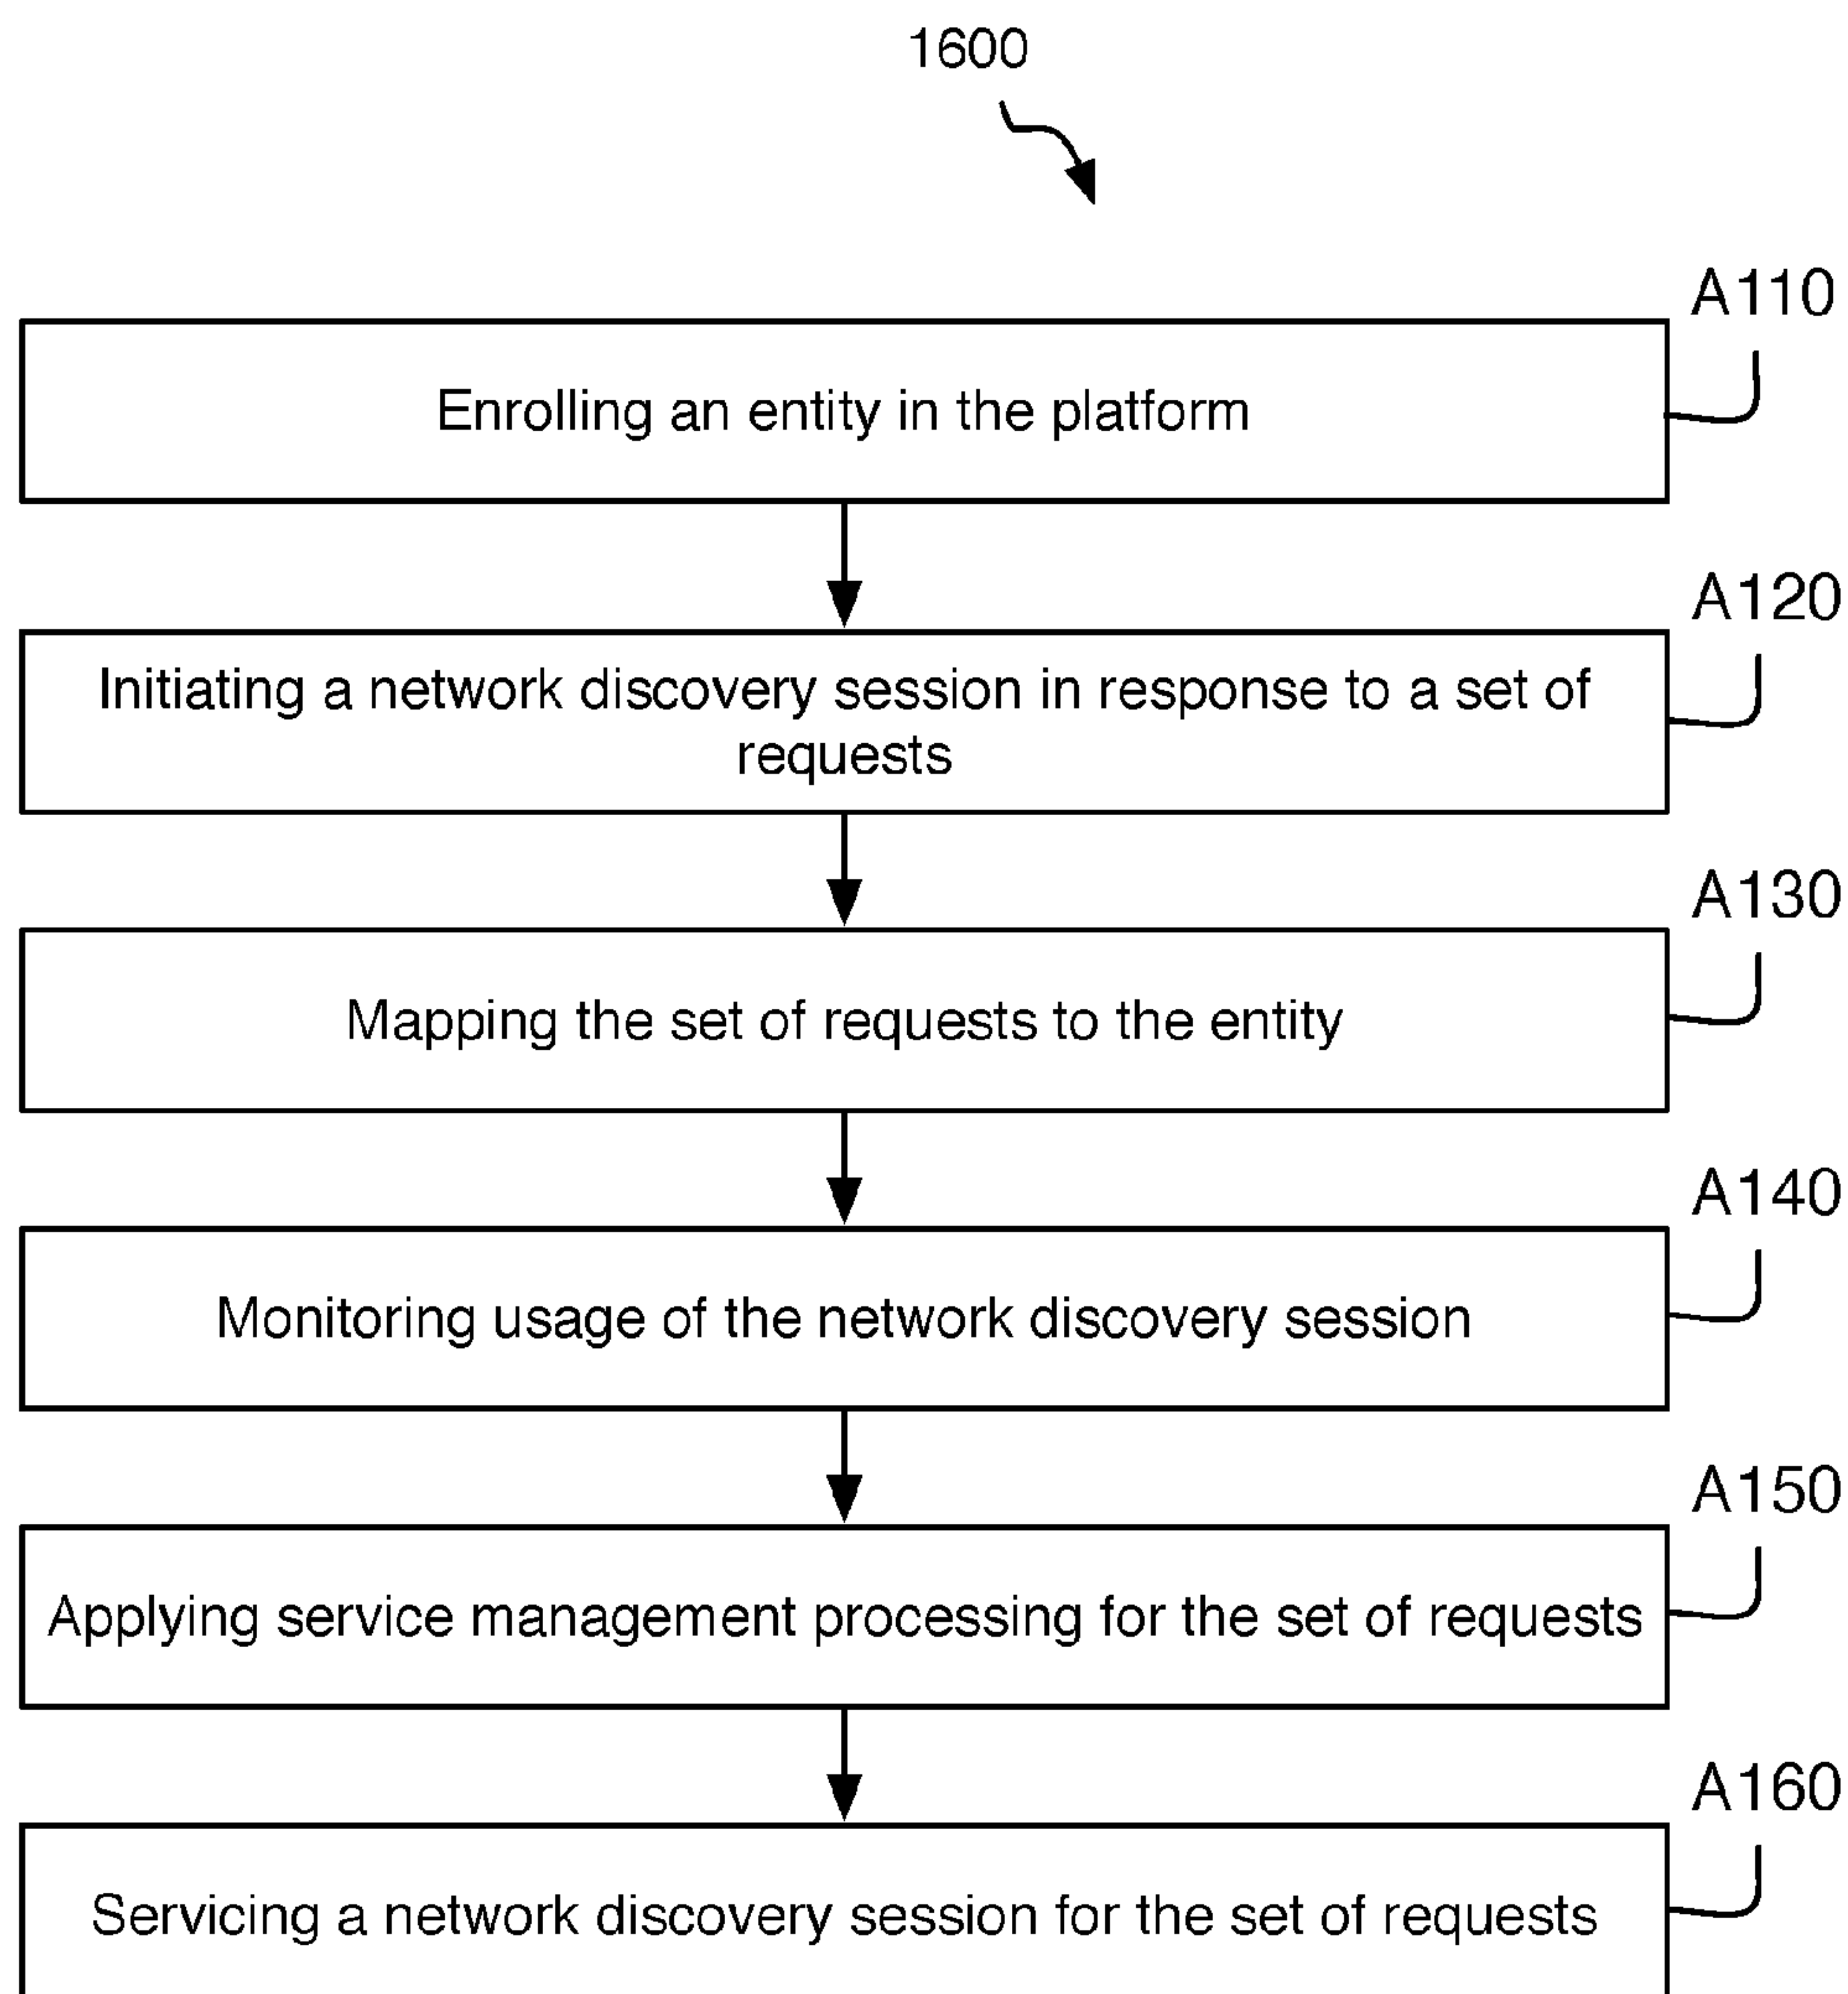 1600
A110
Enrolling an entity in the platform
A120
Initiating a network discovery session in response to a set of
requests
A130
Mapping the set of requests to the entity
A140
Monitoring usage of the network discovery session
A150
Applying service management processing for the set of requests
A160
Servicing a network discovery session for the set of requests